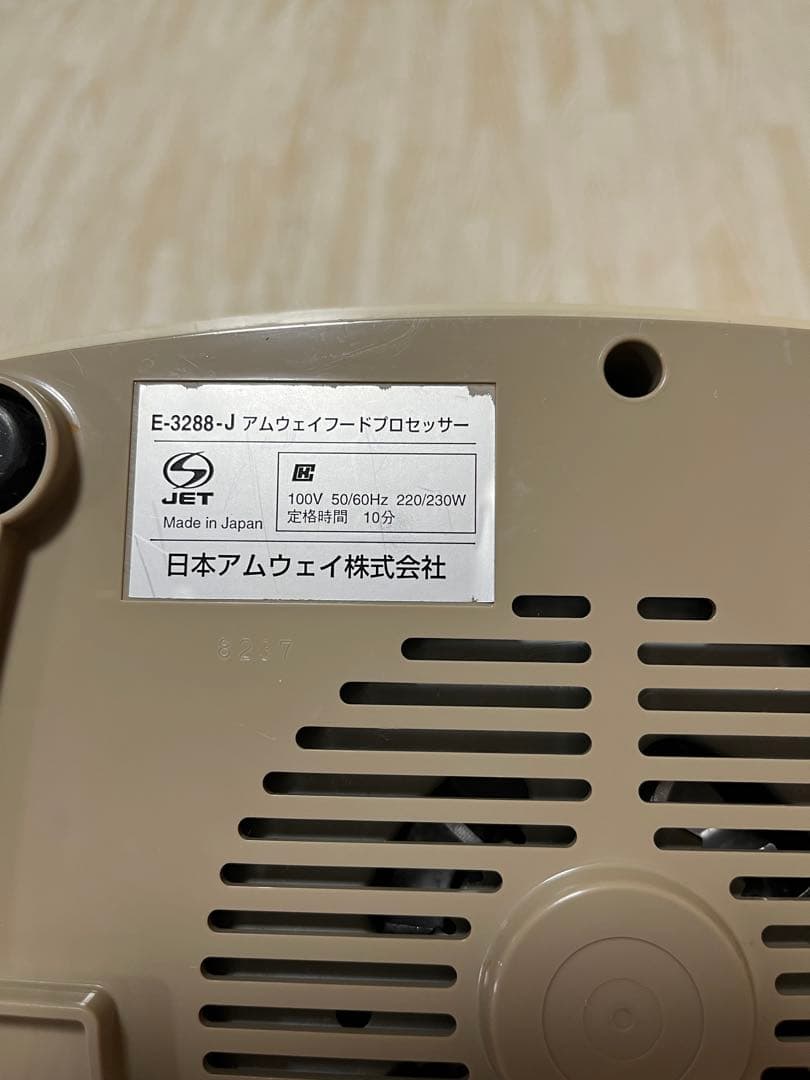 E-3288-J アムウェイフードプロセッサー
JET
Made in Japan
100V 50/60Hz 220/230W
定格時間 10分
日本アムウェイ株式会社